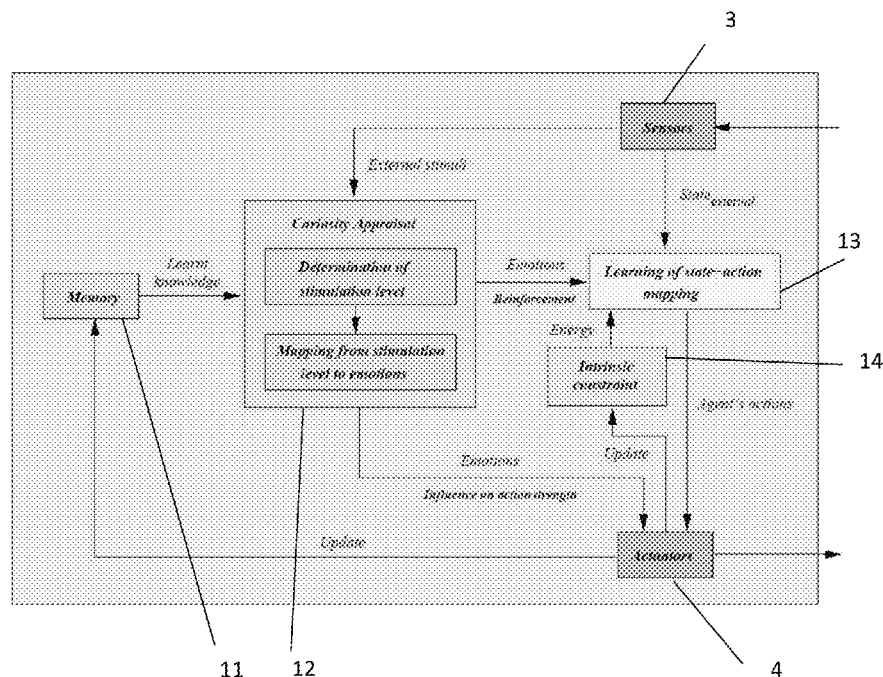 3
Sensors
External stimuli
State external
Curiosity Appraisal
13
Learnt
knowledge
Determination of
stimulation level
Emotions
Reinforcement
Learning of state-action
mapping
Memory
Energy
Mapping from stimulation
level to emotions
14
Intrinsic
constraint
Agent's actions
Update
Emotions
Influence on action strength
Update
Actuators
11
12
4